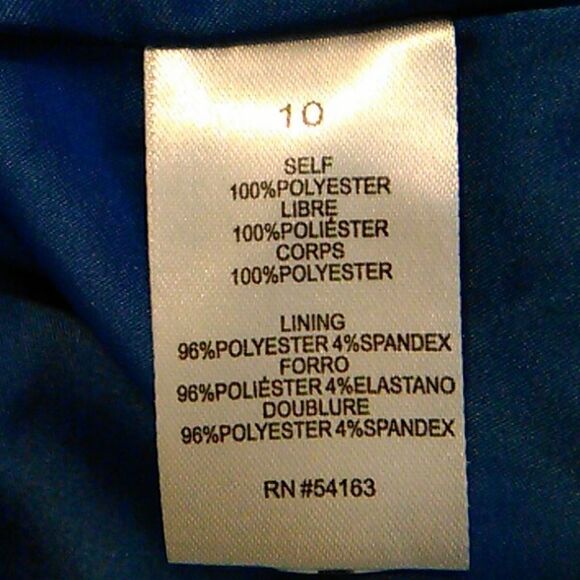 10
SELF
100%POLYESTER
LIBRE
100%POLIÉSTER
CORPS
100%POLYESTER
LINING
96%POLYESTER 4%SPANDEX
FORRO
96%POLIÉSTER 4%ELASTANO
DOUBLURE
96%POLYESTER 4%SPANDEX
RN #54163